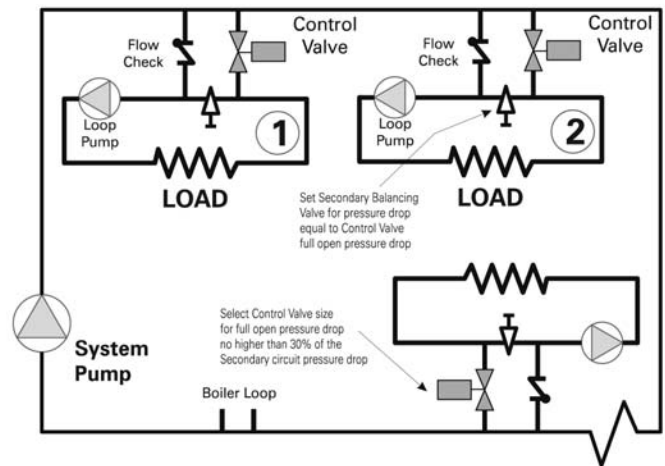 Control
Valve
Flow
Check
Loop
Pump
1
LOAD
Control
Valve
Flow
Check
Loop
Pump
2
LOAD
Set Secondary Balancing
Valve for pressure drop
equal to Control Valve
full open pressure drop
System
Pump
Select Control Valve size
for full open pressure drop
no higher than 30% of the
Secondary circuit pressure drop
Boiler Loop